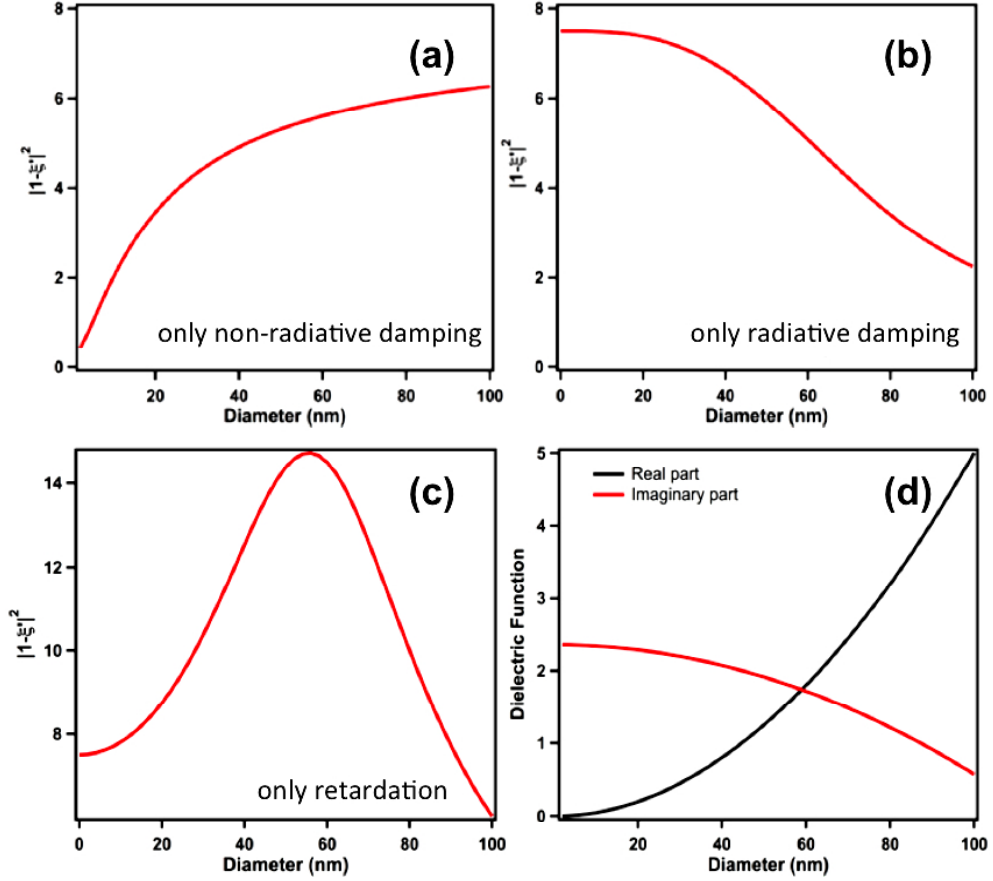 (a)
|1-ξ'|²
8
6
4
2
0
only non-radiative damping
20 40 60 80 100
Diameter (nm)
(b)
|1-ξ'|²
8
6
4
2
0
only radiative damping
0 20 40 60 80 100
Diameter (nm)
(c)
|1-ξ'|²
14
12
10
8
only retardation
0 20 40 60 80 100
Diameter (nm)
(d)
Real part
Imaginary part
Dielectric Function
5
4
3
2
1
0
0 20 40 60 80 100
Diameter (nm)